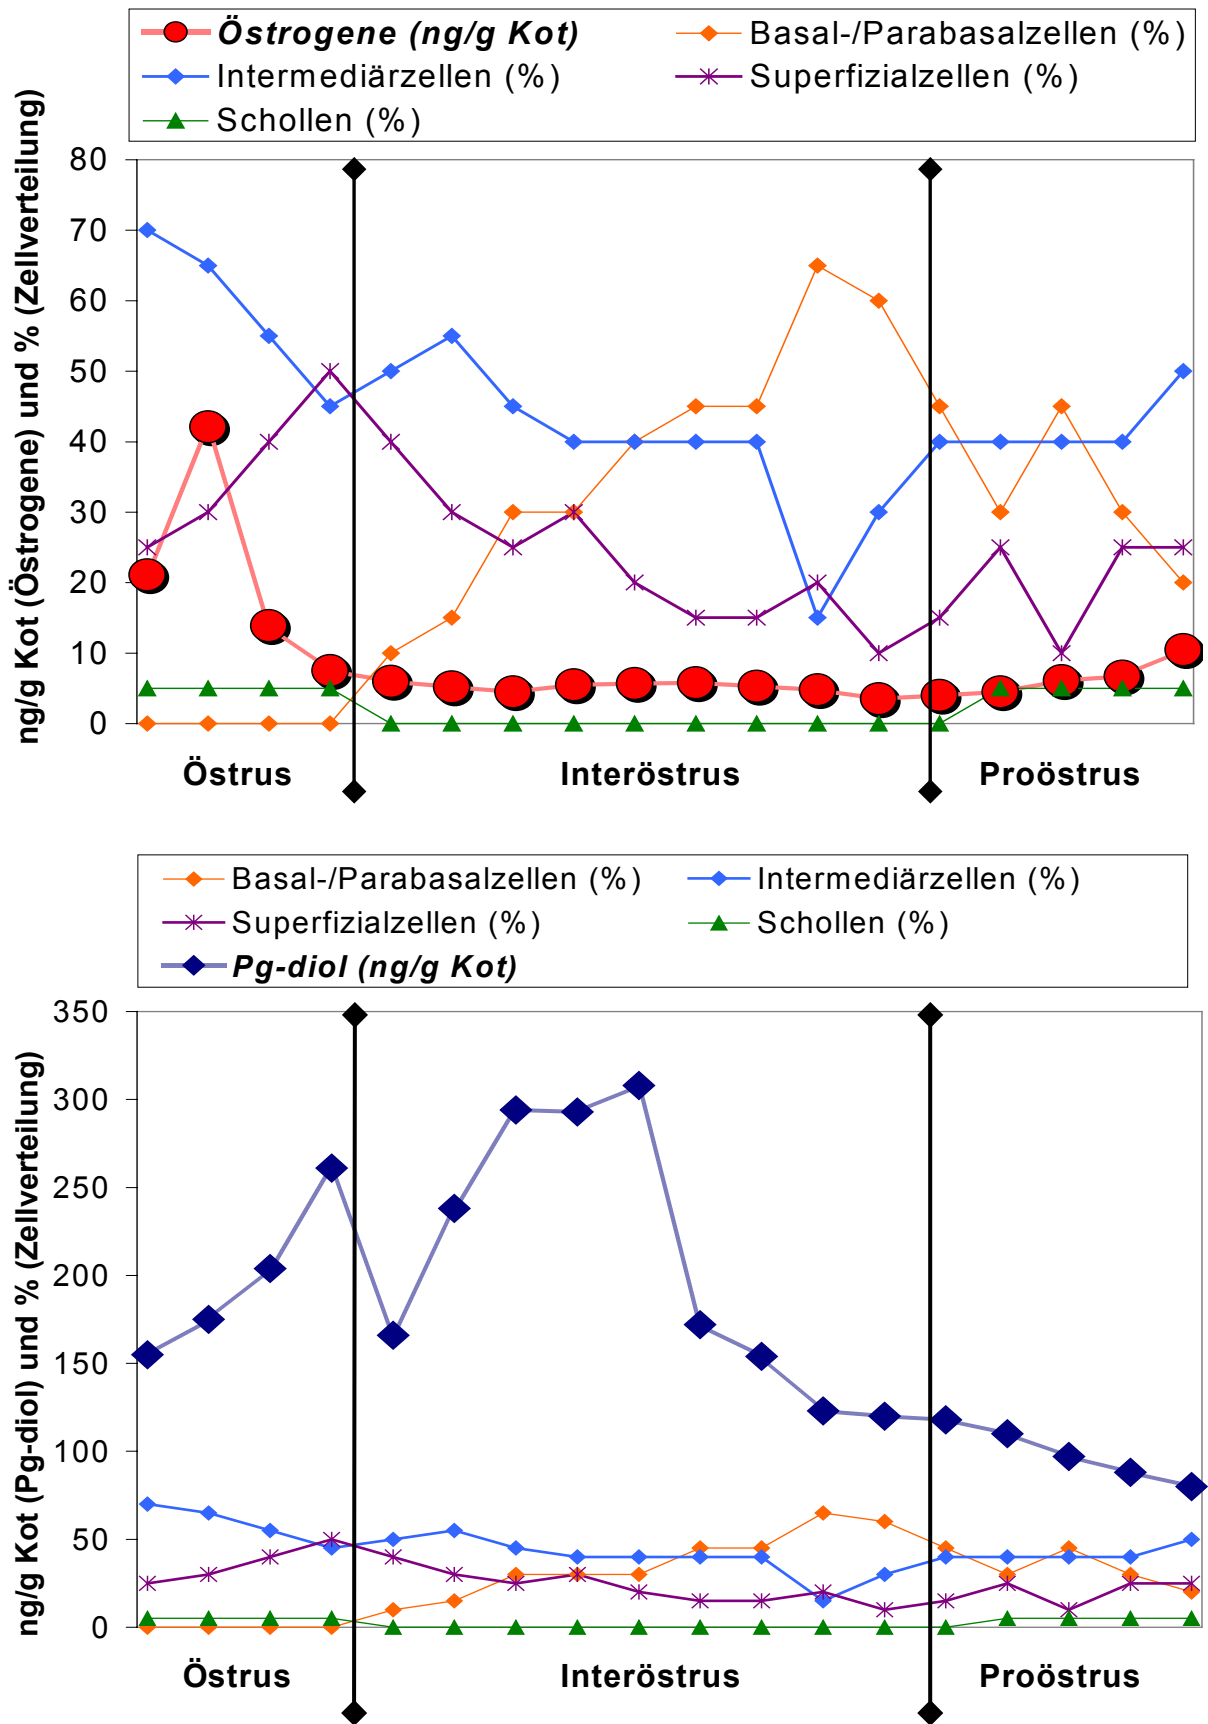 Östrogene (ng/g Kot) Basal-/Parabasalzellen (%)
Intermediärzellen (%) Superfizialzellen (%)
Schollen (%)
ng/g Kot (Östrogene) und % (Zellverteilung)
80
70
60
50
40
30
20
10
0
Östrus Interöstrus Proöstrus
Basal-/Parabasalzellen (%) Intermediärzellen (%)
Superfizialzellen (%) Schollen (%)
Pg-diol (ng/g Kot)
ng/g Kot (Pg-diol) und % (Zellverteilung)
350
300
250
200
150
100
50
0
Östrus Interöstrus Proöstrus